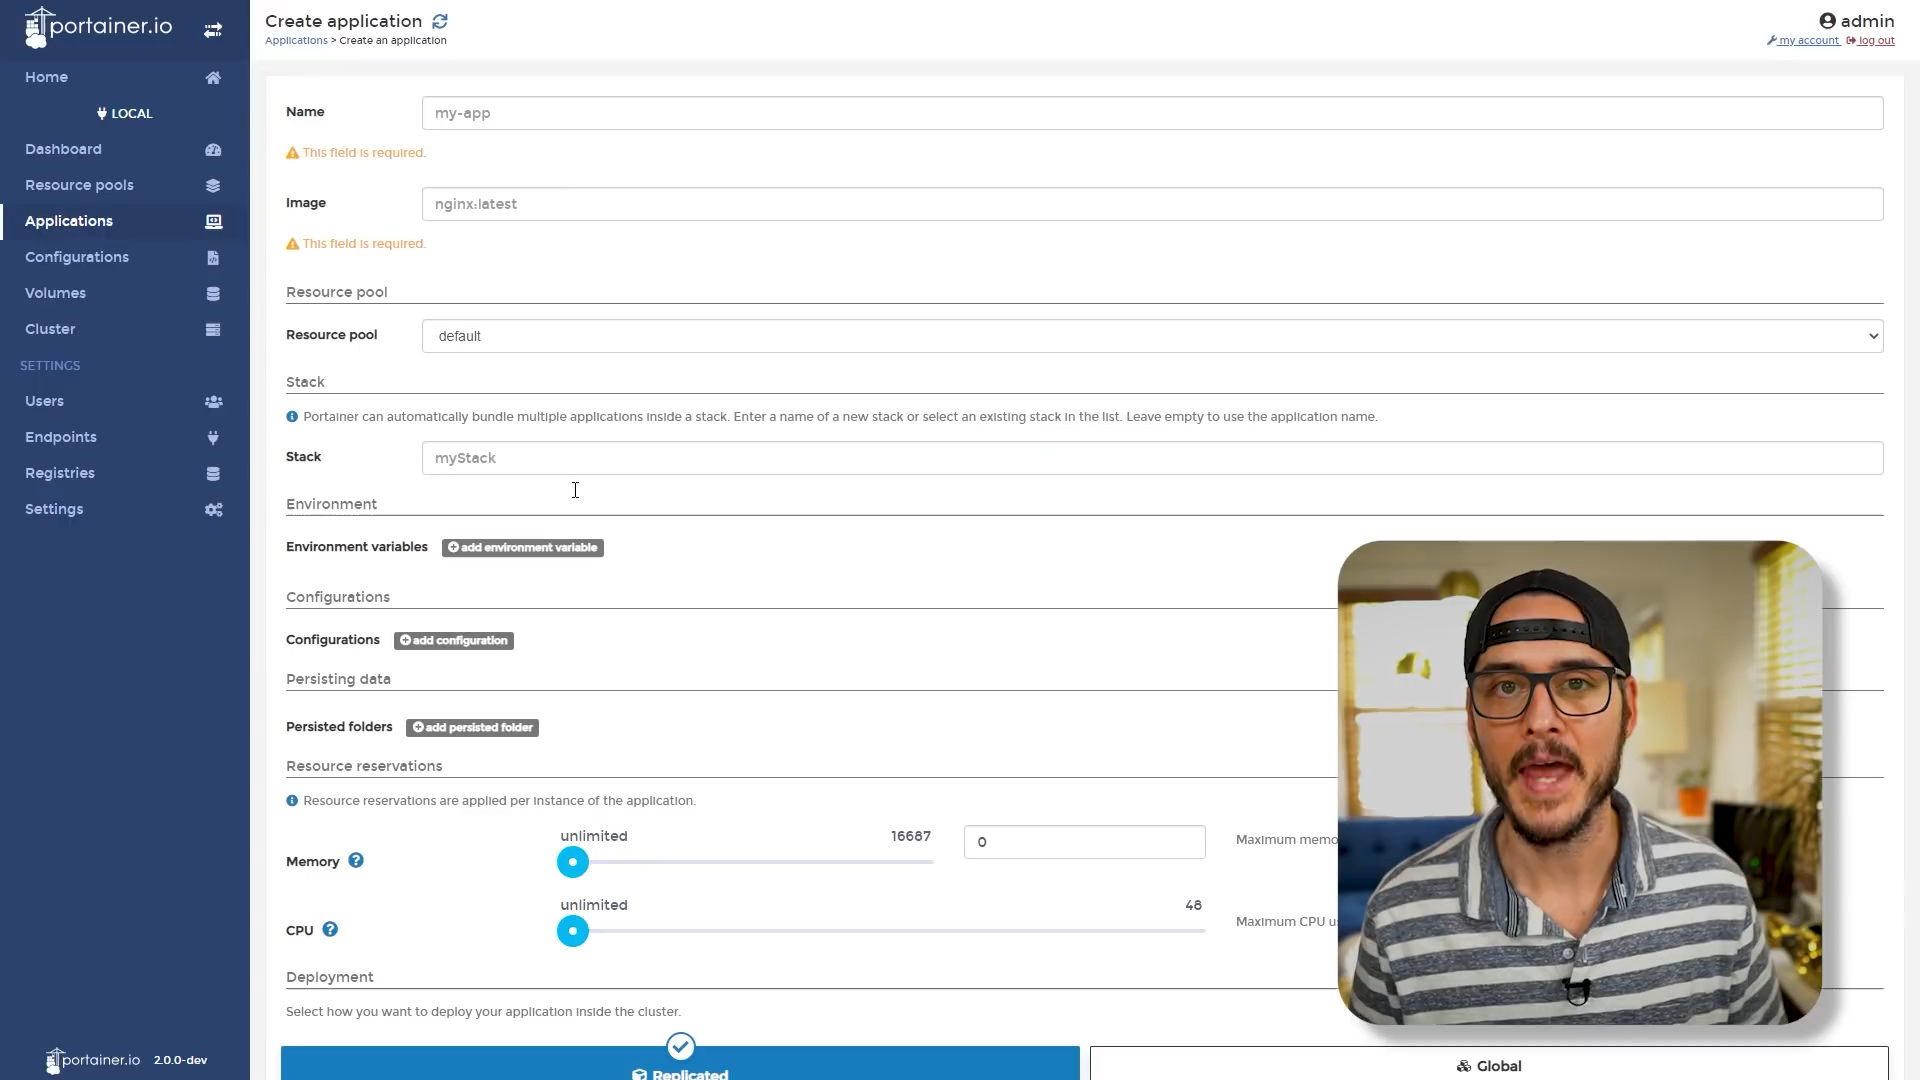 portainer.io
Home
LOCAL
Dashboard
Resource pools
Applications
Configurations
Volumes
Cluster
SETTINGS
Users
Endpoints
Registries
Settings
portainer.io 2.0.0-dev
Create application
Applications > Create an application
admin
my account log out
Name my-app
This field is required.
Image nginx:latest
This field is required.
Resource pool
Resource pool default
Stack
Portainer can automatically bundle multiple applications inside a stack. Enter a name of a new stack or select an existing stack in the list. Leave empty to use the application name.
Stack myStack
Environment
Environment variables add environment variable
Configurations
Configurations add configuration
Persisting data
Persisted folders add persisted folder
Resource reservations
Resource reservations are applied per instance of the application.
unlimited 16687
Memory 0 Maximum memo
unlimited 48
CPU Maximum CPU u
Deployment
Select how you want to deploy your application inside the cluster.
Replicated
Global